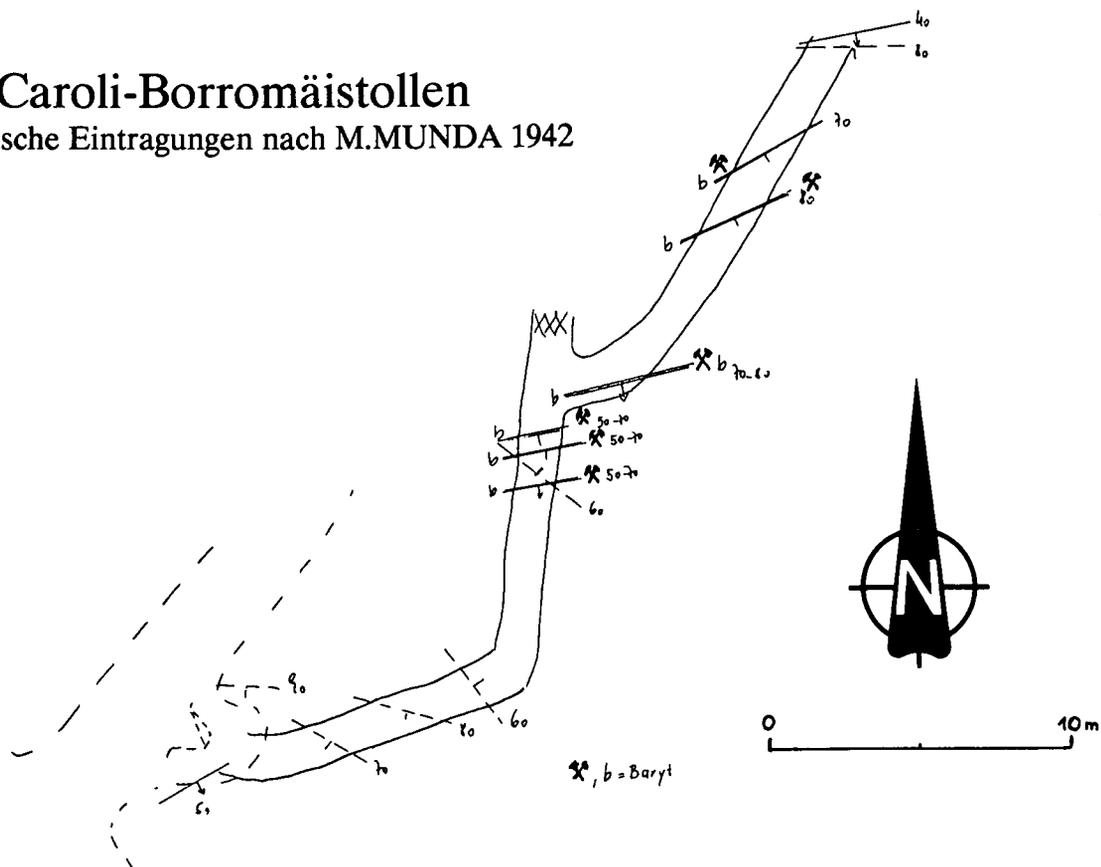 40
80
Caroli-Borromäistollen
sche Eintragungen nach M.MUNDA 1942
70
b
80
b
b 70-80
b
b 50-70
b 50-70
b 50-70
60
90
80
60
70
N
0 10 m
, b = Baryt